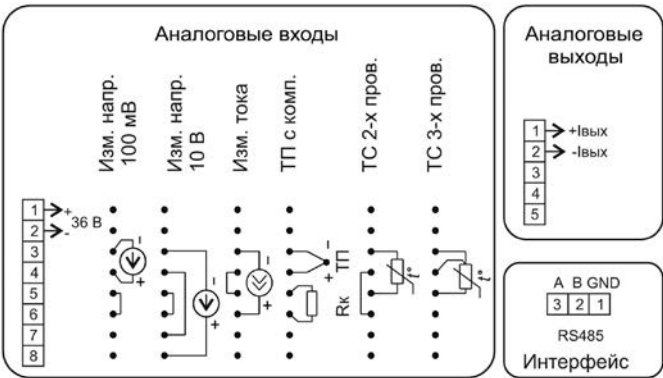 Аналоговые входы
Изм. напр.
100 мВ
Изм. напр.
10 В
Изм. тока
ТП с комп.
ТС 2-х пров.
ТС 3-х пров.
1
+
36 В
2
-
3
4
5
6
7
8
-
+
-
+
-
+
-
+
ТП
Rк
t°
t°
Аналоговые
выходы
1 +Iвых
2 -Iвых
3
4
5
A B GND
3 2 1
RS485
Интерфейс